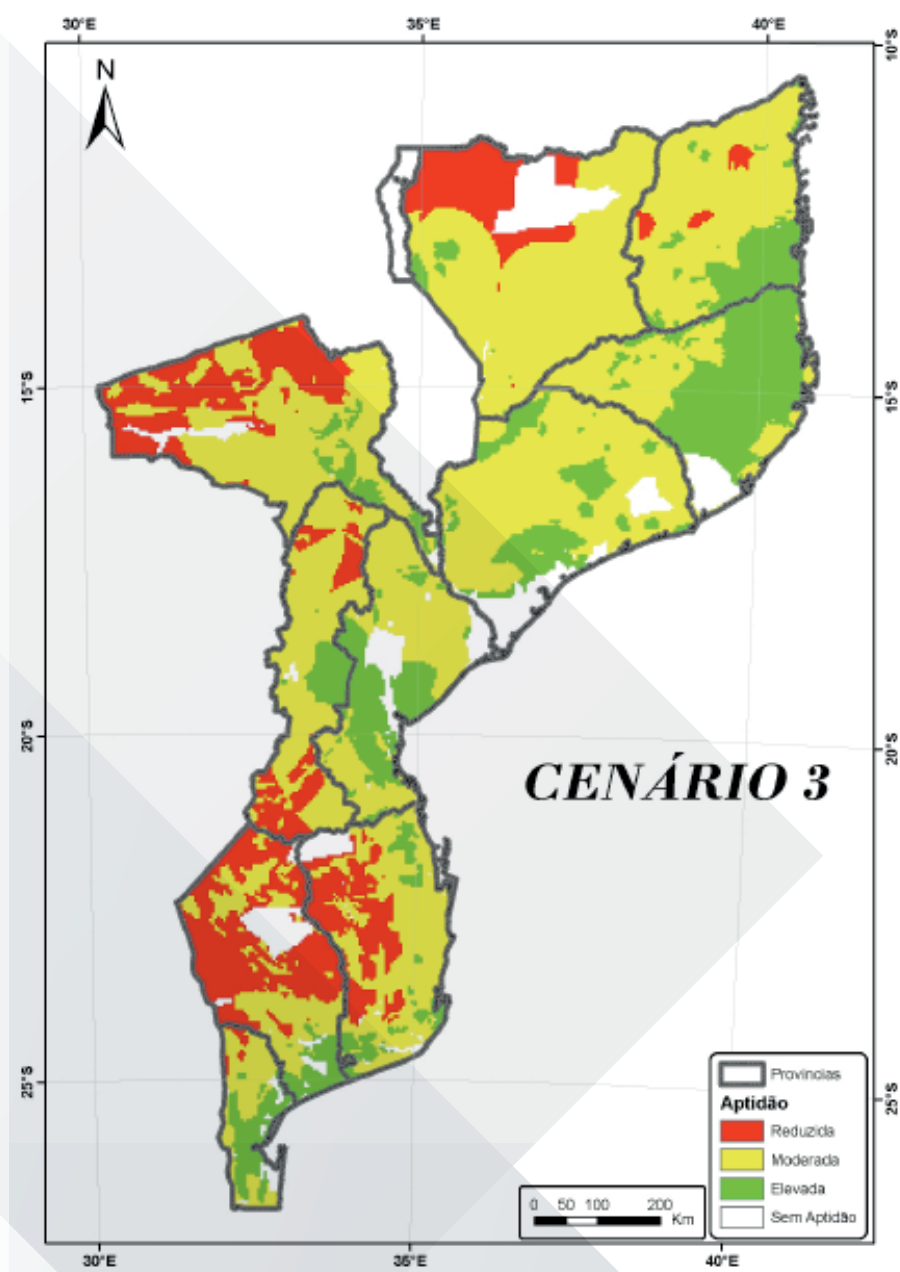 30°E 35°E 40°E
10°S
N
15°S 15°S
20°S 20°S
CENÁRIO 3
25°S 25°S
Províncias
Aptidão
Reduzida
Moderada
Elevada
Sem Aptidão
0 50 100 200
Km
30°E 35°E 40°E